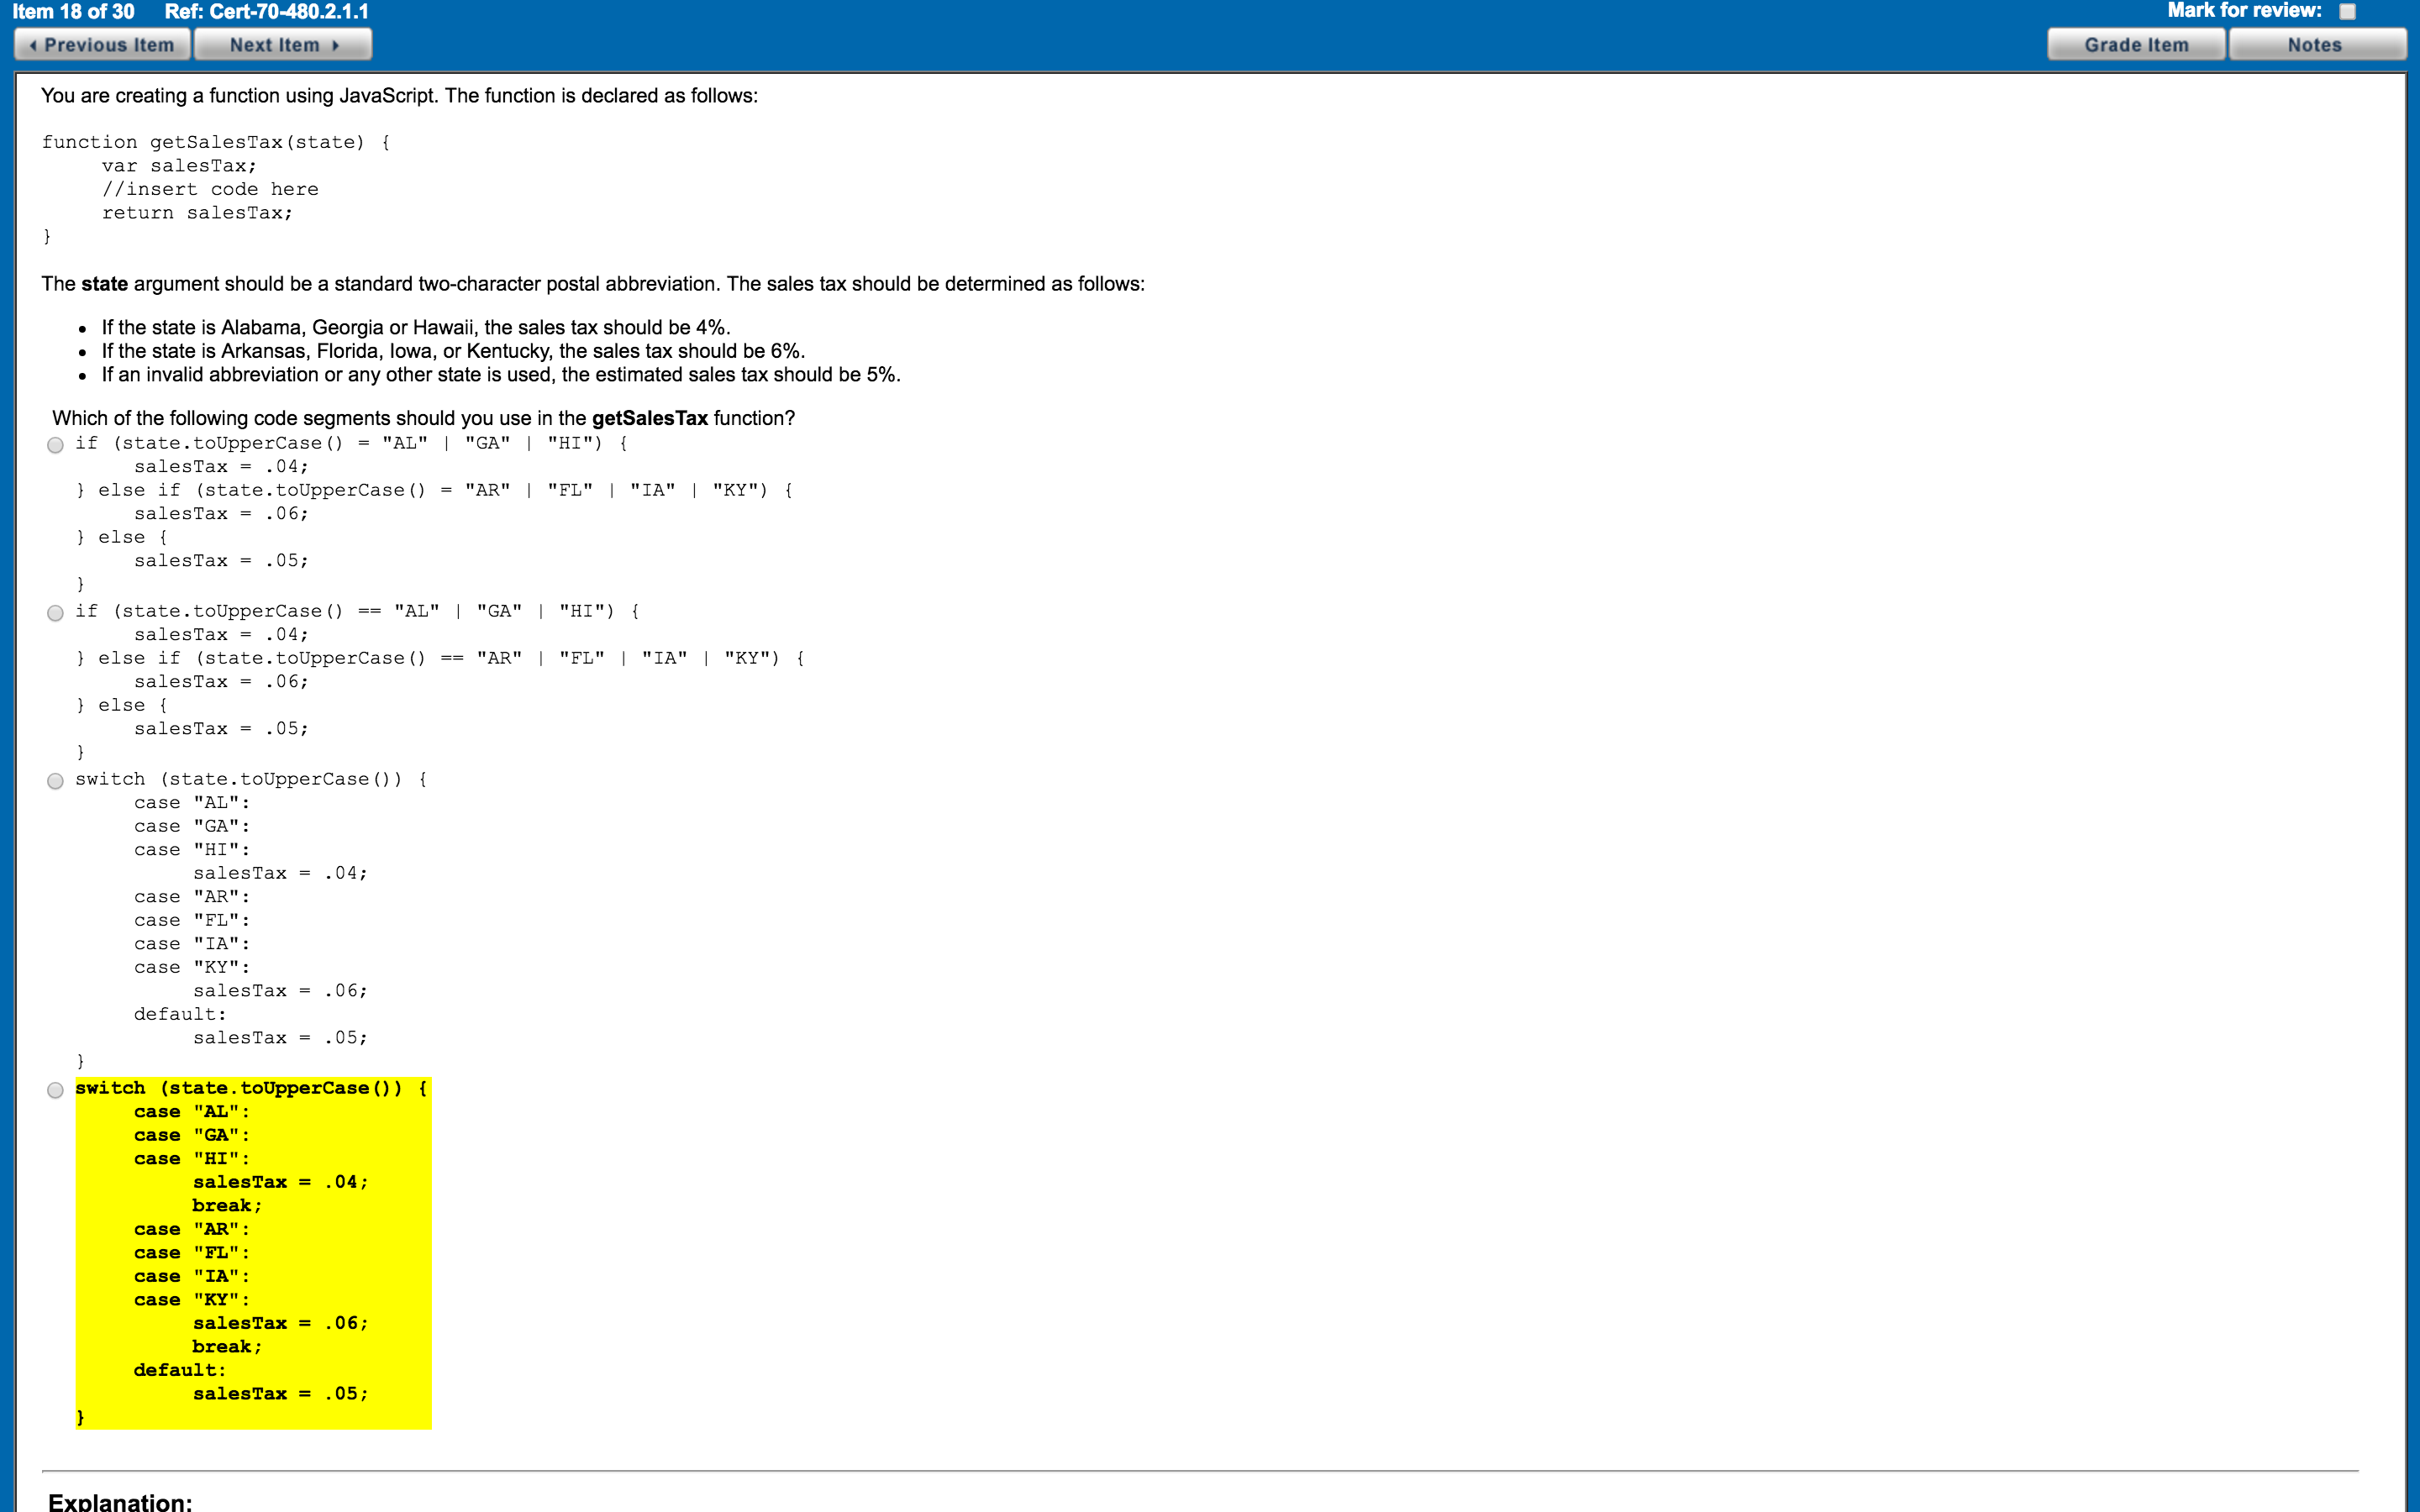 Item 18 of 30 Ref: Cert-70-480.2.1.1 Mark for review:
Previous Item Next Item Grade Item Notes
You are creating a function using JavaScript. The function is declared as follows:
function getSalesTax(state) {
var salesTax;
//insert code here
return salesTax;
}
The state argument should be a standard two-character postal abbreviation. The sales tax should be determined as follows:
• If the state is Alabama, Georgia or Hawaii, the sales tax should be 4%.
• If the state is Arkansas, Florida, Iowa, or Kentucky, the sales tax should be 6%.
• If an invalid abbreviation or any other state is used, the estimated sales tax should be 5%.
Which of the following code segments should you use in the getSalesTax function?
if (state.toUpperCase() = "AL" | "GA" | "HI") {
salesTax = .04;
} else if (state.toUpperCase() = "AR" | "FL" | "IA" | "KY") {
salesTax = .06;
} else {
salesTax = .05;
}
if (state.toUpperCase() == "AL" | "GA" | "HI") {
salesTax = .04;
} else if (state.toUpperCase() == "AR" | "FL" | "IA" | "KY") {
salesTax = .06;
} else {
salesTax = .05;
}
switch (state.toUpperCase()) {
case "AL":
case "GA":
case "HI":
salesTax = .04;
case "AR":
case "FL":
case "IA":
case "KY":
salesTax = .06;
default:
salesTax = .05;
}
switch (state.toUpperCase()) {
case "AL":
case "GA":
case "HI":
salesTax = .04;
break;
case "AR":
case "FL":
case "IA":
case "KY":
salesTax = .06;
break;
default:
salesTax = .05;
}
Explanation: